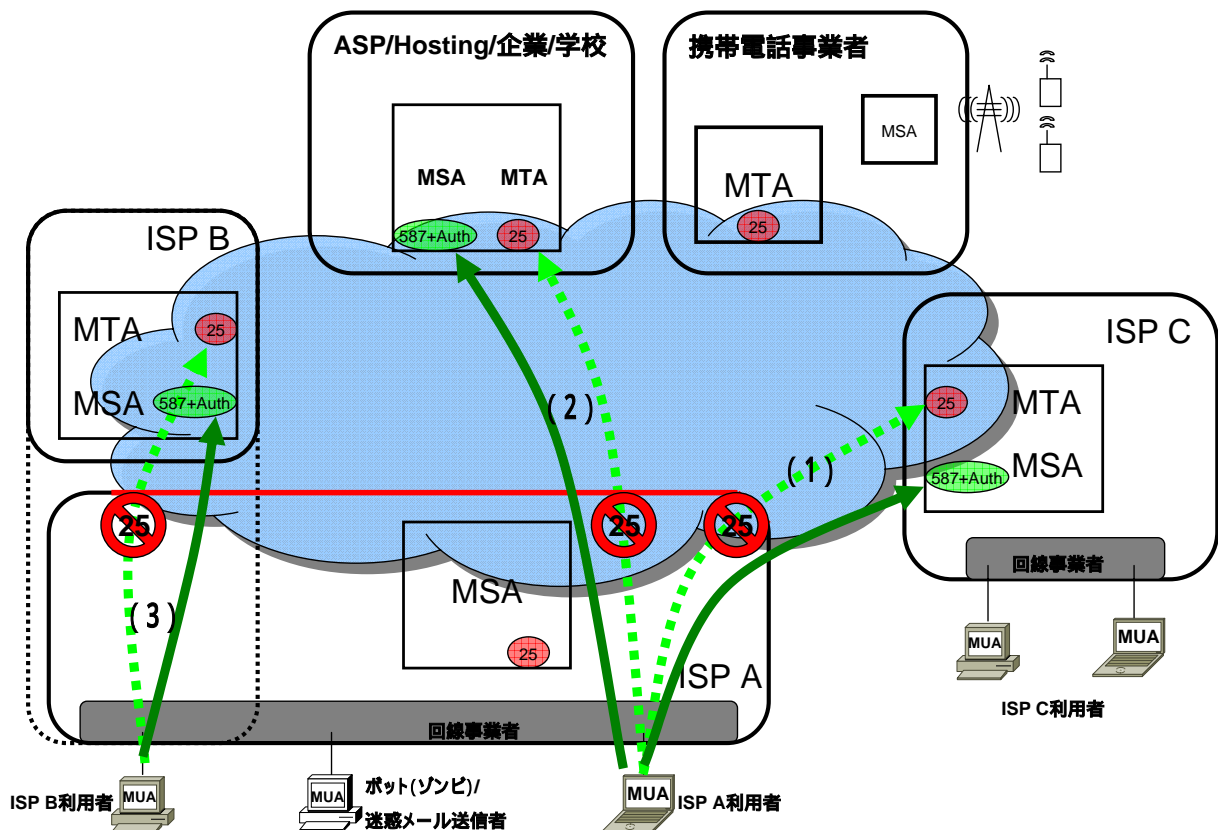 ASP/Hosting/企業/学校
携帯電話事業者
MSA
MSA MTA
MTA
587+Auth 25
25
ISP B
MTA 25
MSA 587+Auth
ISP C
25 MTA
587+Auth MSA
(2)
(1)
25
25
25
MSA
25
(3)
ISP A
回線事業者
回線事業者
MUA
MUA
ISP C利用者
ISP B利用者
MUA
MUA
ボット(ゾンビ)/
迷惑メール送信者
MUA
ISP A利用者